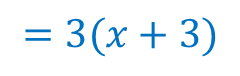 = 3(x + 3)